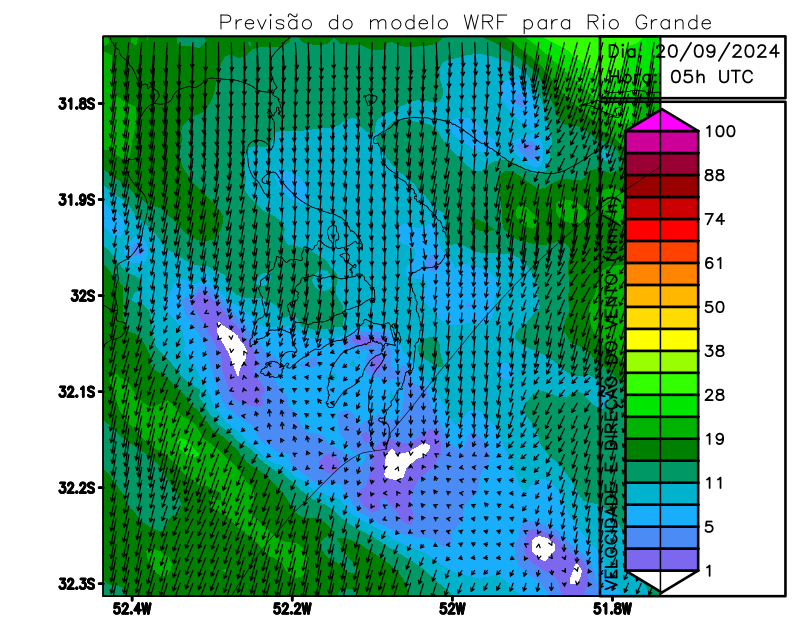 Previsão do modelo WRF para Rio Grande
Dia: 20/09/2024
Hora: 05h UTC
31.8S
31.9S
32S
32.1S
32.2S
32.3S
52.4W
52.2W
52W
51.8W
VELOCIDADE E DIREÇÃO DO VENTO (km/h)
100
88
74
61
50
38
28
19
11
5
1